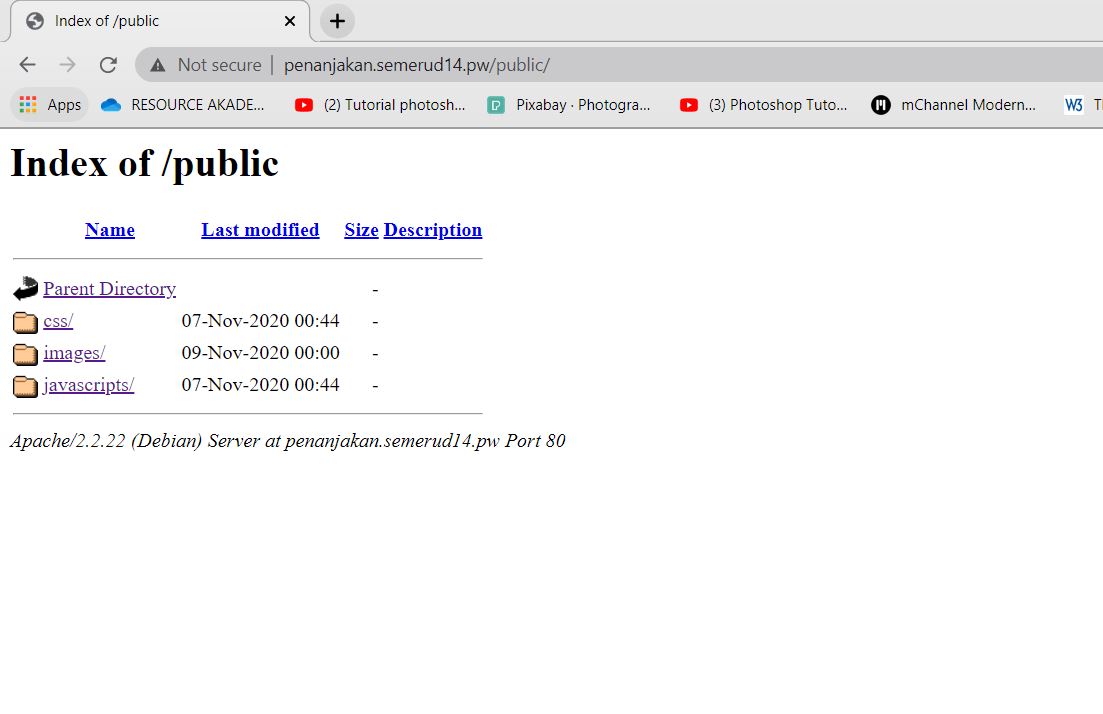 Index of /public
Not secure | penanjakan.semerud14.pw/public/
Apps RESOURCE AKADE... (2) Tutorial photosh... Pixabay · Photogra... (3) Photoshop Tuto... mChannel Modern... W3 T
Index of /public
Name Last modified Size Description
Parent Directory -
css/ 07-Nov-2020 00:44 -
images/ 09-Nov-2020 00:00 -
javascripts/ 07-Nov-2020 00:44 -
Apache/2.2.22 (Debian) Server at penanjakan.semerud14.pw Port 80